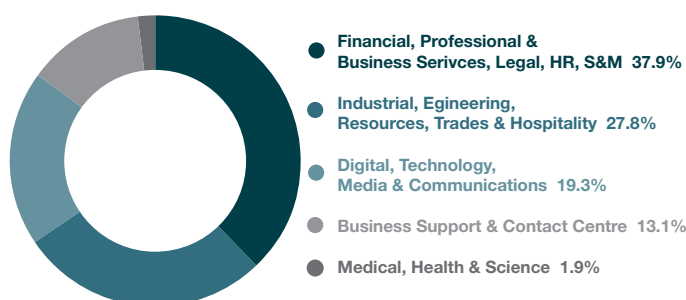 Financial, Professional &
Business Serivces, Legal, HR, S&M 37.9%
Industrial, Egineering,
Resources, Trades & Hospitality 27.8%
Digital, Technology,
Media & Communications 19.3%
Business Support & Contact Centre 13.1%
Medical, Health & Science 1.9%